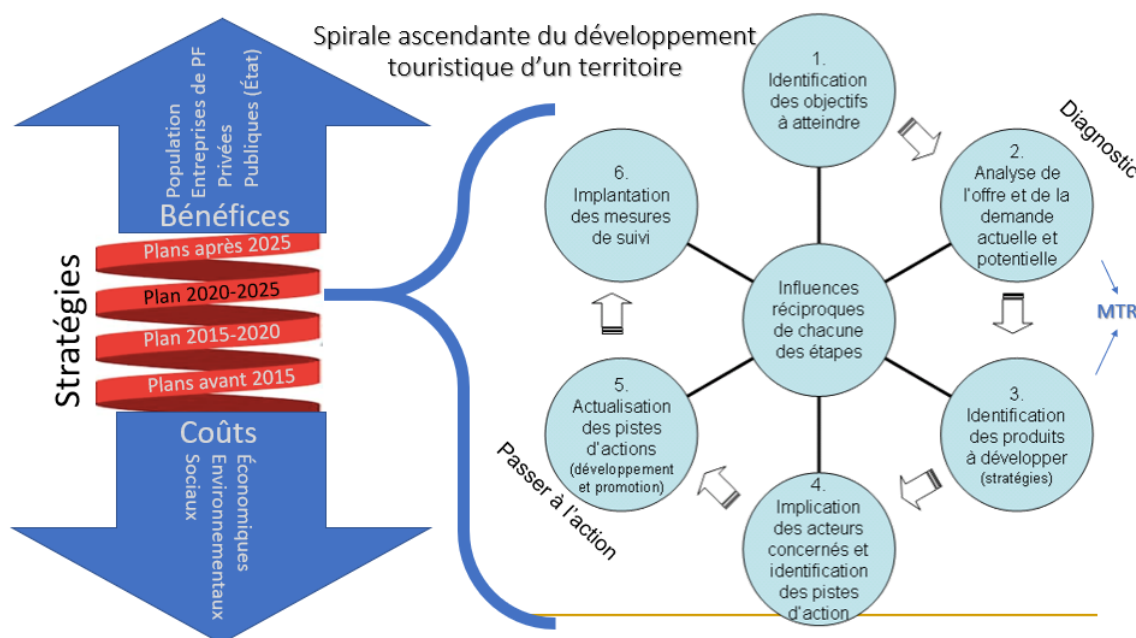 Spirale ascendante du développement
touristique d’un territoire
Population
Entreprises de PF
Privées
Publiques (État)
Bénéfices
Stratégies
Plans après 2025
Plan 2020-2025
Plan 2015-2020
Plans avant 2015
Coûts
Économiques
Environnementaux
Sociaux
1.
Identification
des objectifs
à atteindre
Diagnostic
2.
Analyse de
l'offre et de la
demande
actuelle et
potentielle
MTR
3.
Identification
des produits
à développer
(stratégies)
4.
Implication
des acteurs
concernés et
identification
des pistes
d'action
Passer à l’action
5.
Actualisation
des pistes
d'actions
(développement
et promotion)
6.
Implantation
des mesures
de suivi
Influences
réciproques
de chacune
des étapes